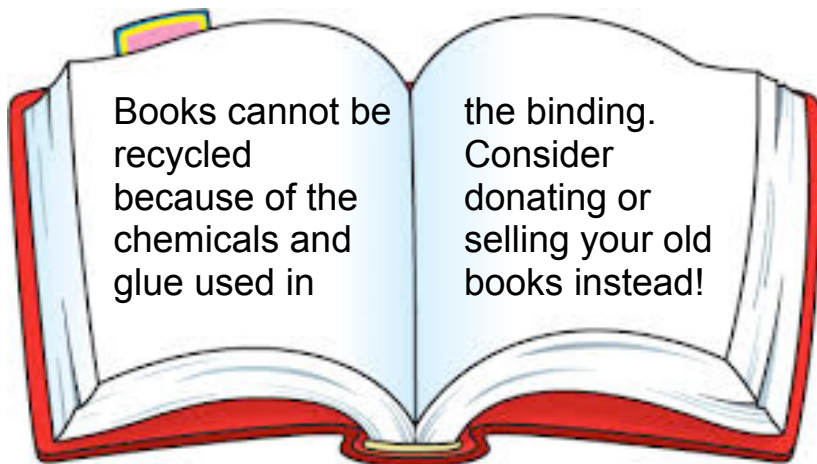 Books cannot be
recycled
because of the
chemicals and
glue used in
the binding.
Consider
donating or
selling your old
books instead!